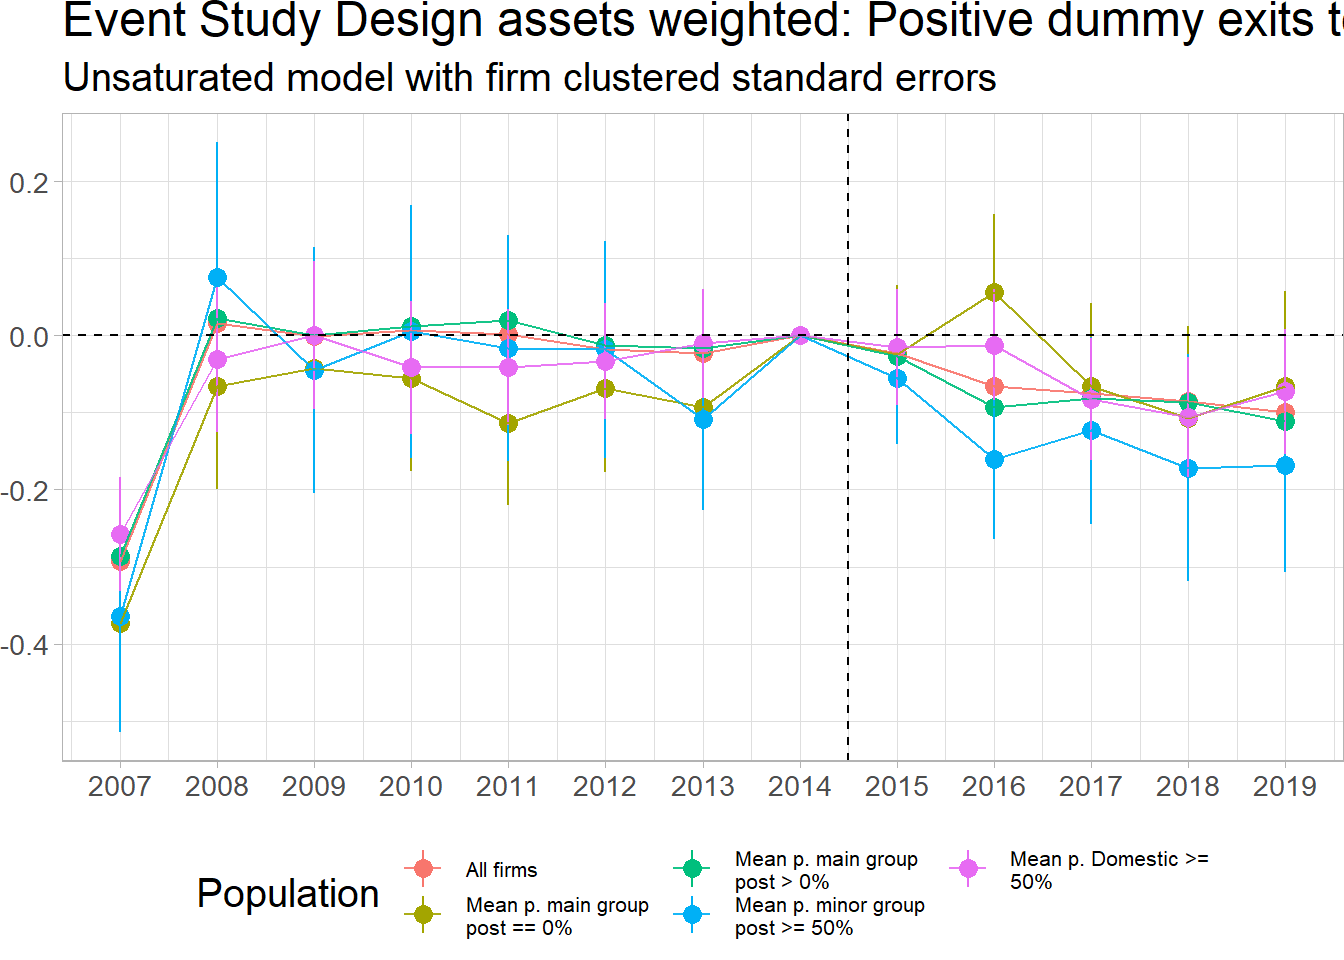 Event Study Design assets weighted: Positive dummy exits t
Unsaturated model with firm clustered standard errors
0.2
0.0
-0.2
-0.4
2007 2008 2009 2010 2011 2012 2013 2014 2015 2016 2017 2018 2019
Population
All firms
Mean p. main group
post == 0%
Mean p. main group
post > 0%
Mean p. minor group
post >= 50%
Mean p. Domestic >=
50%